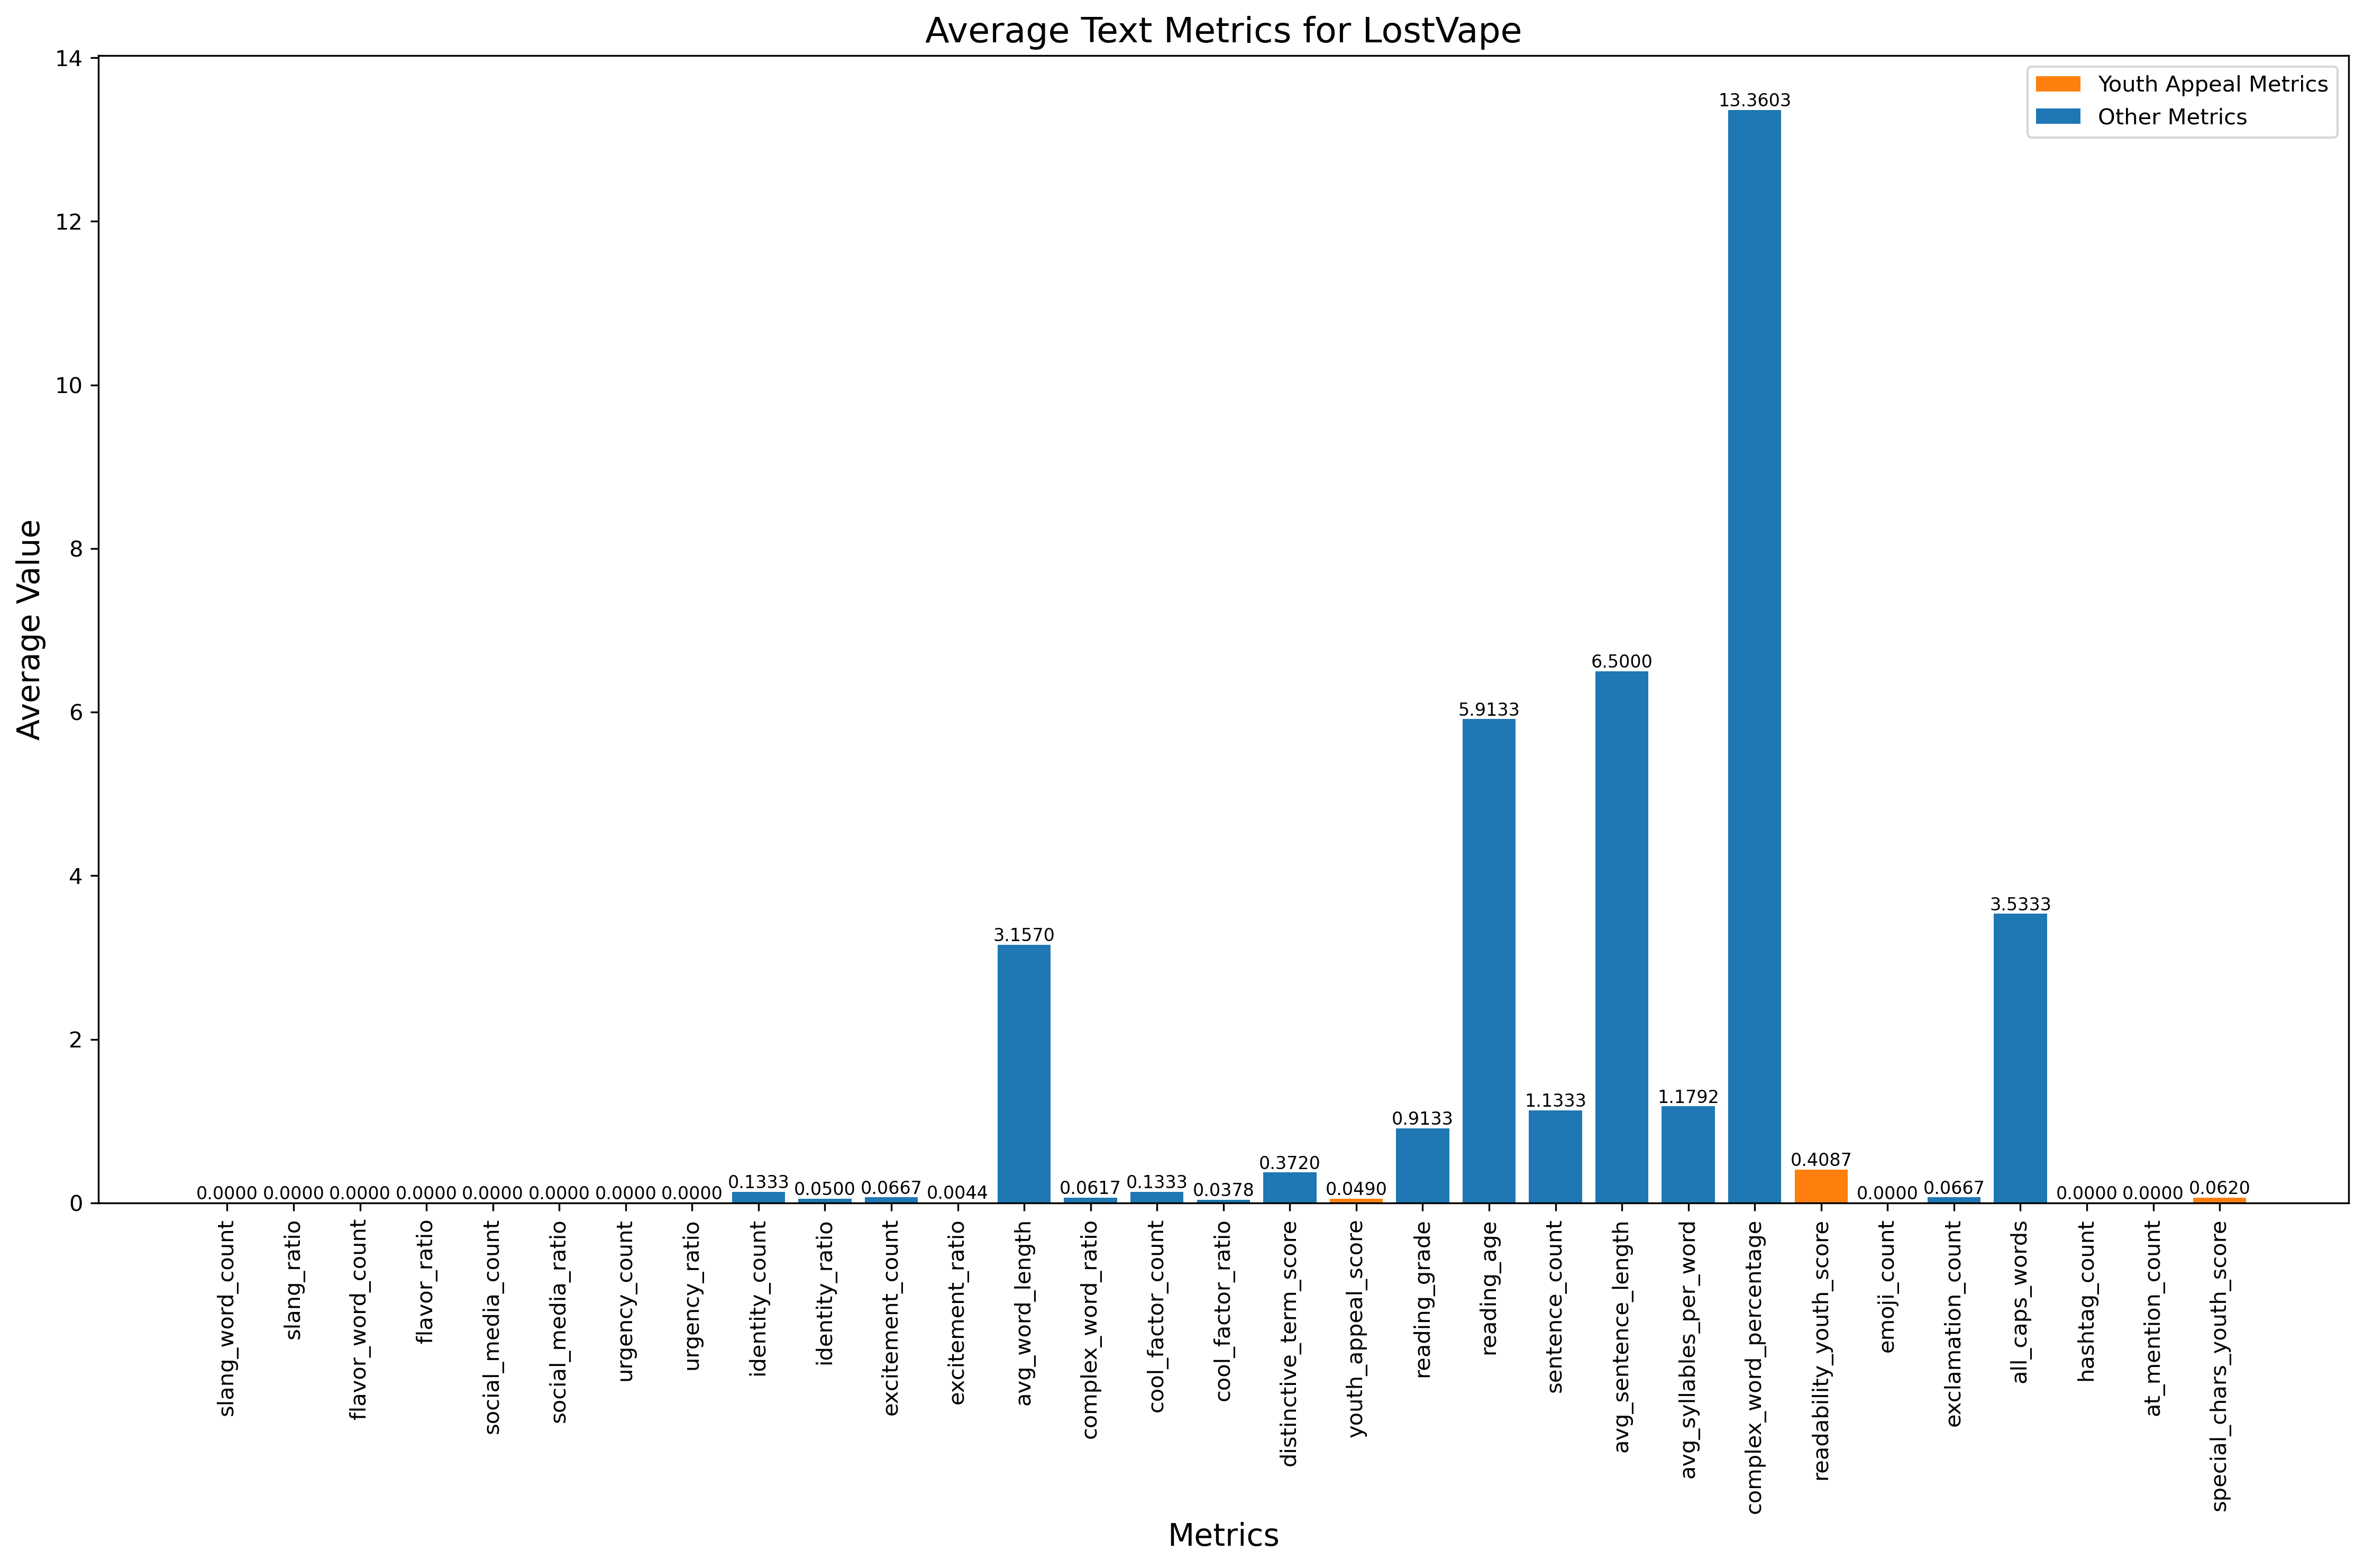 Average Text Metrics for LostVape
Youth Appeal Metrics
Other Metrics
Average Value
14
12
10
8
6
4
2
0
0.0000
0.0000
0.0000
0.0000
0.0000
0.0000
0.0000
0.0000
0.1333
0.0500
0.0667
0.0044
3.1570
0.0617
0.1333
0.0378
0.3720
0.0490
0.9133
5.9133
1.1333
6.5000
1.1792
13.3603
0.4087
0.0000
0.0667
3.5333
0.0000
0.0000
0.0620
slang_word_count
slang_ratio
flavor_word_count
flavor_ratio
social_media_count
social_media_ratio
urgency_count
urgency_ratio
identity_count
identity_ratio
excitement_count
excitement_ratio
avg_word_length
complex_word_ratio
cool_factor_count
cool_factor_ratio
distinctive_term_score
youth_appeal_score
reading_grade
reading_age
sentence_count
avg_sentence_length
avg_syllables_per_word
complex_word_percentage
readability_youth_score
emoji_count
exclamation_count
all_caps_words
hashtag_count
at_mention_count
special_chars_youth_score
Metrics